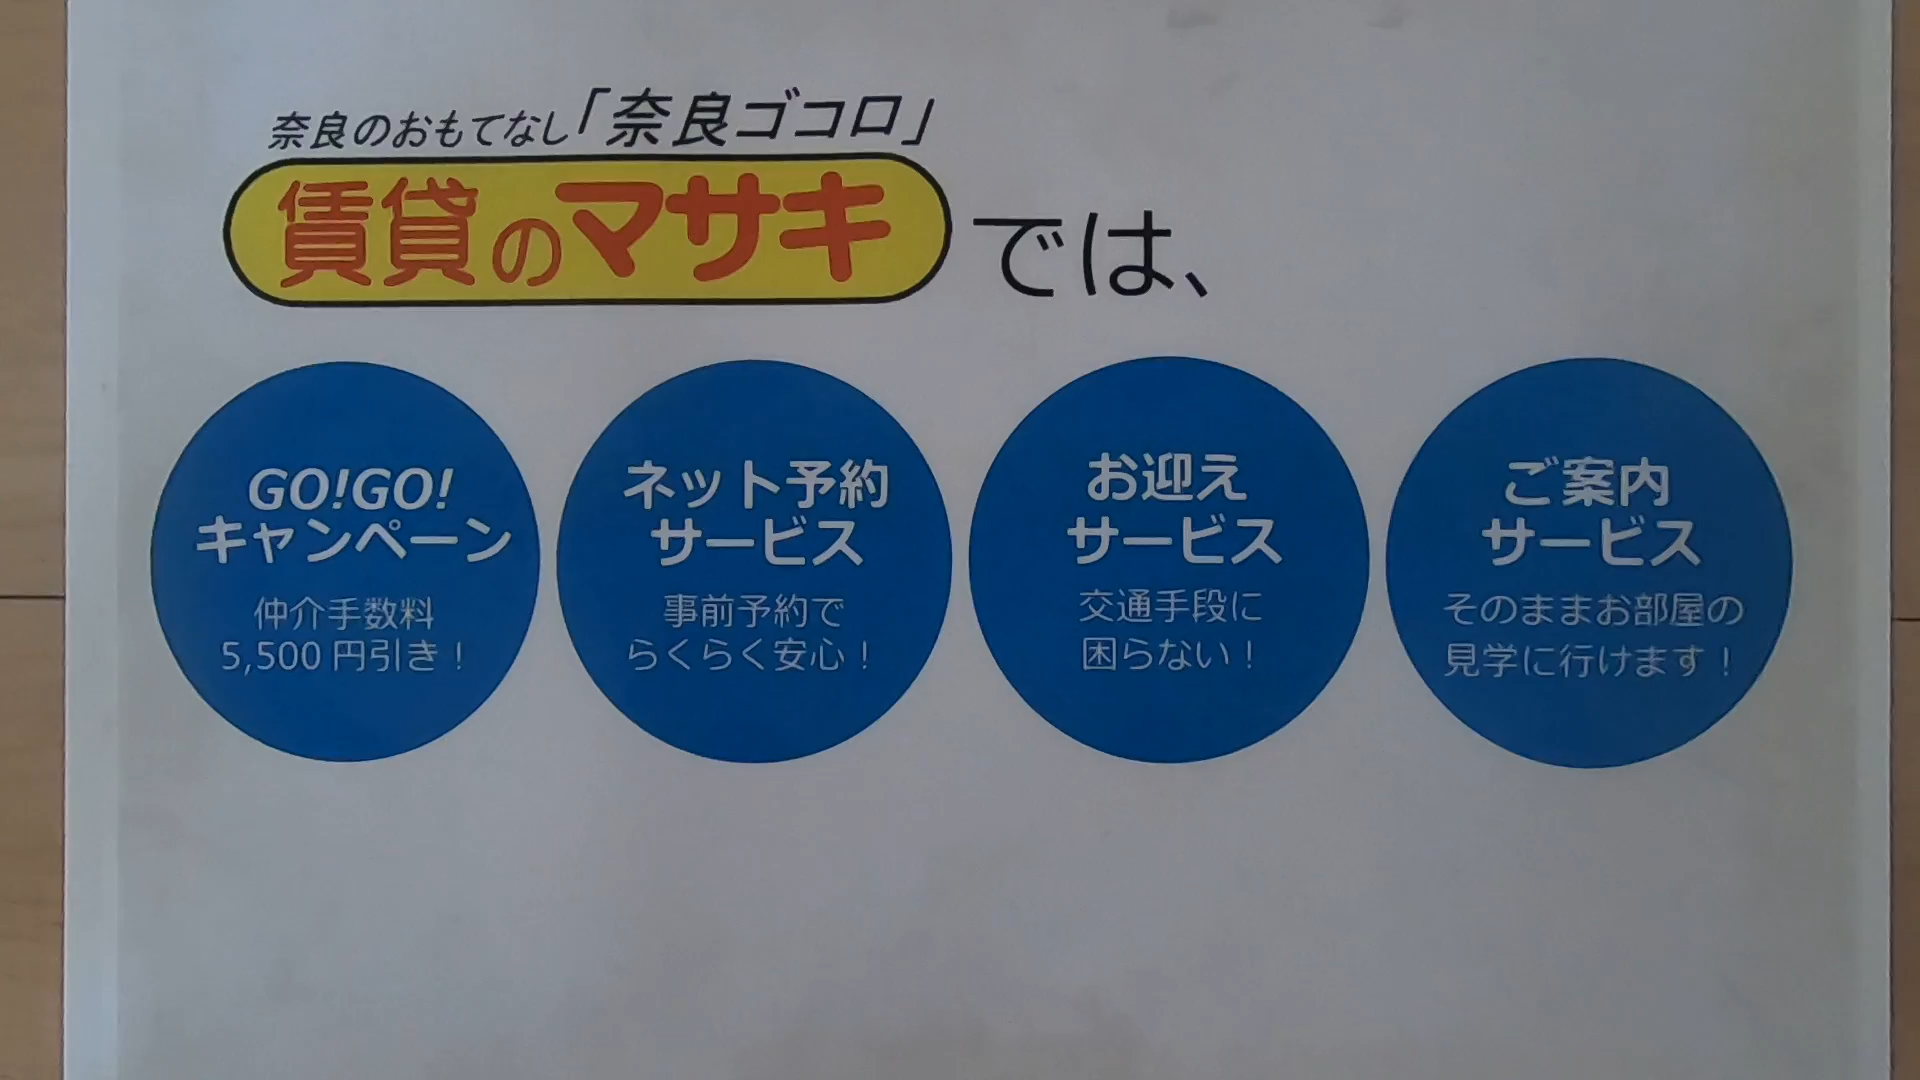 奈良のおもてなし「奈良ゴコロ」
賃貸のマサキでは、
GO!GO!
キャンペーン
仲介手数料
5,500円引き！
ネット予約
サービス
事前予約で
らくらく安心！
お迎え
サービス
交通手段に
困らない！
ご案内
サービス
そのままお部屋の
見学に行けます！